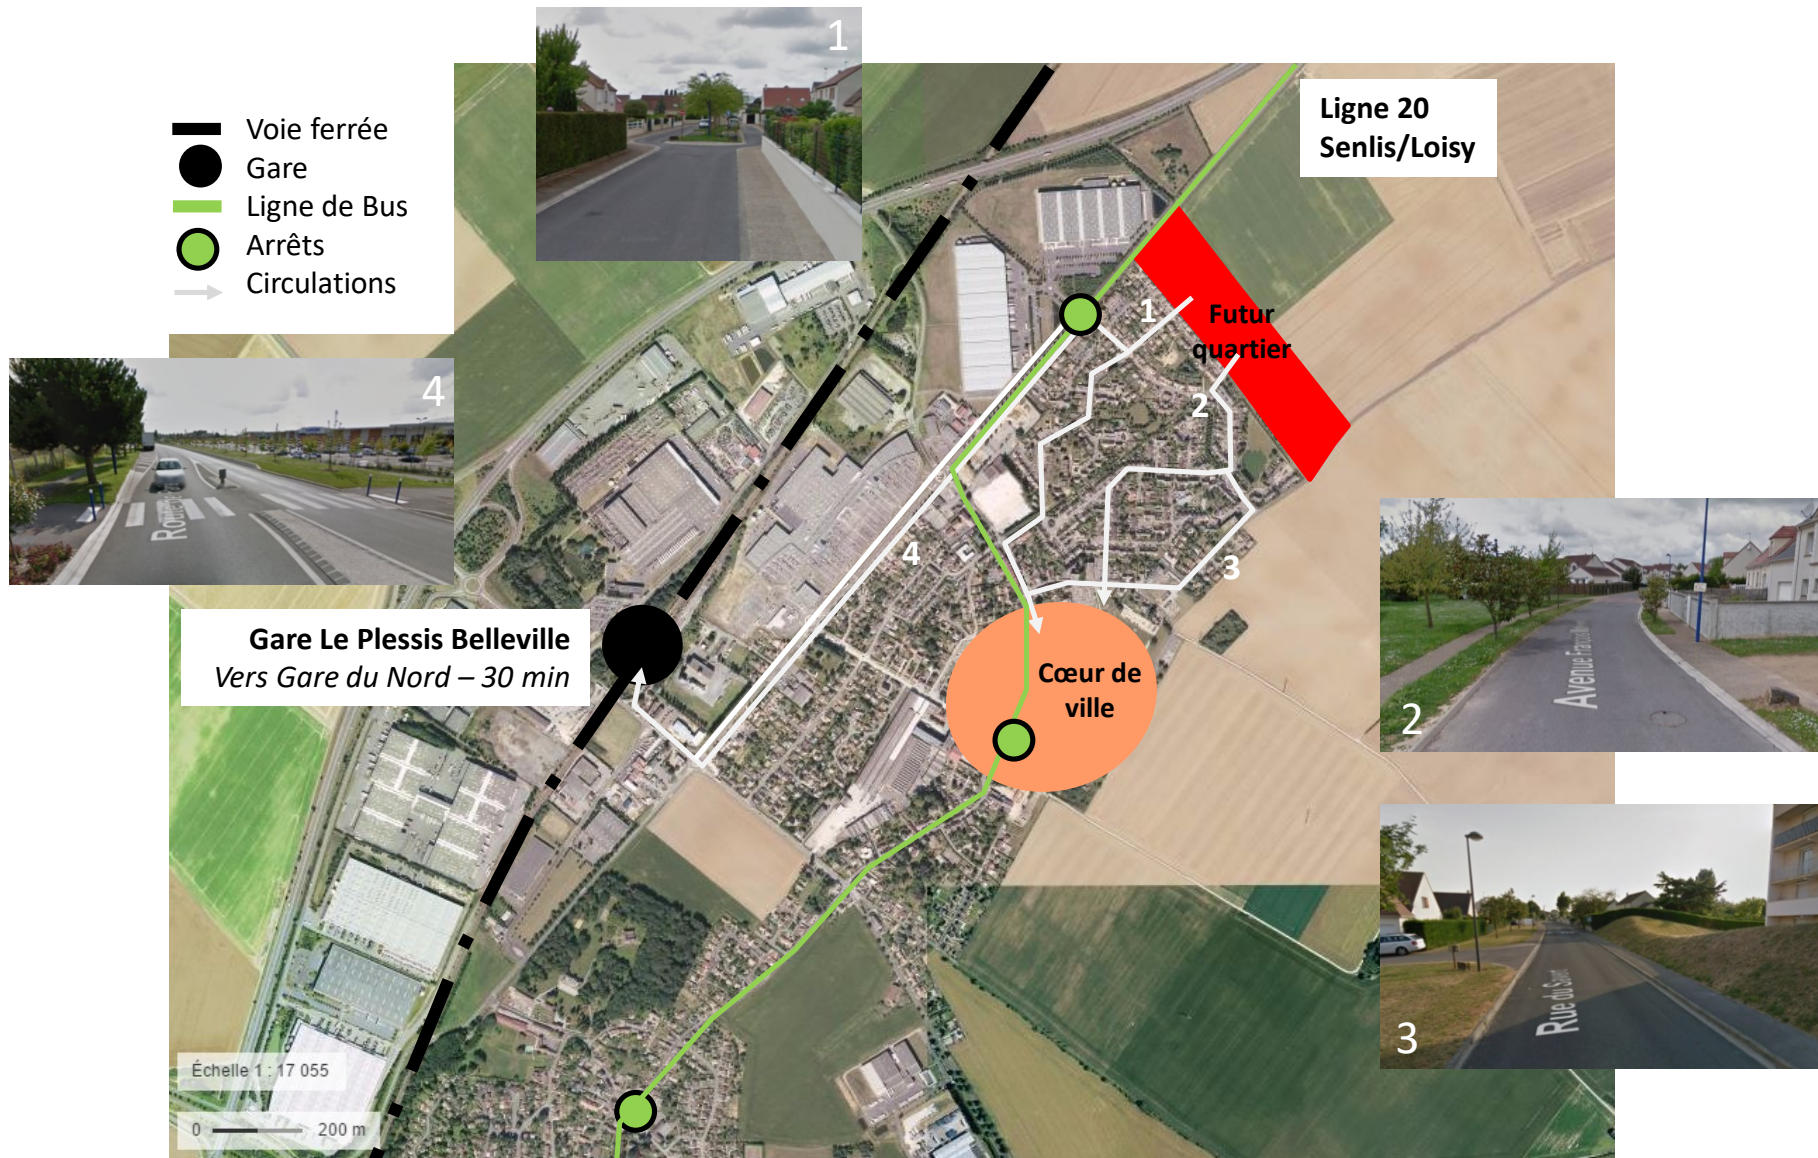 1
Voie ferrée
Gare
Ligne de Bus
Arrêts
Circulations
Ligne 20
Senlis/Loisy
1
Futur
quartier
2
4
4
3
Gare Le Plessis Belleville
Vers Gare du Nord – 30 min
Cœur de
ville
2
3
Rue du
Échelle 1 : 17 055
0 200 m